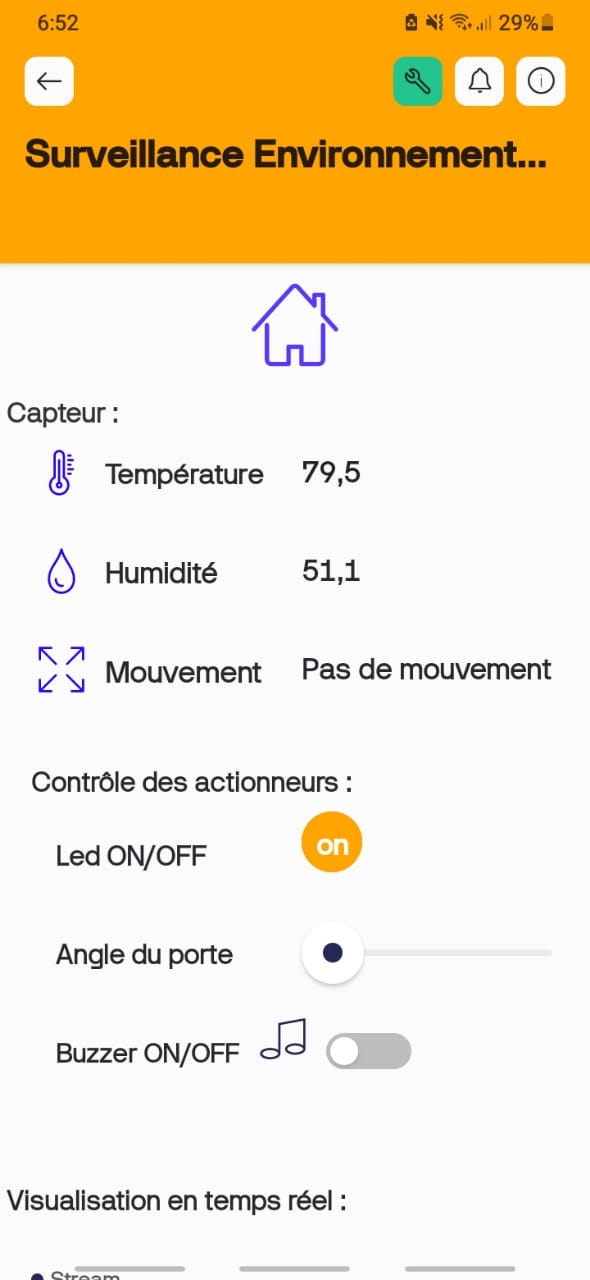 6:52 29%
Surveillance Environnement...
Capteur :
Température 79,5
Humidité 51,1
Mouvement Pas de mouvement
Contrôle des actionneurs :
Led ON/OFF on
Angle du porte
Buzzer ON/OFF
Visualisation en temps réel :
Stream